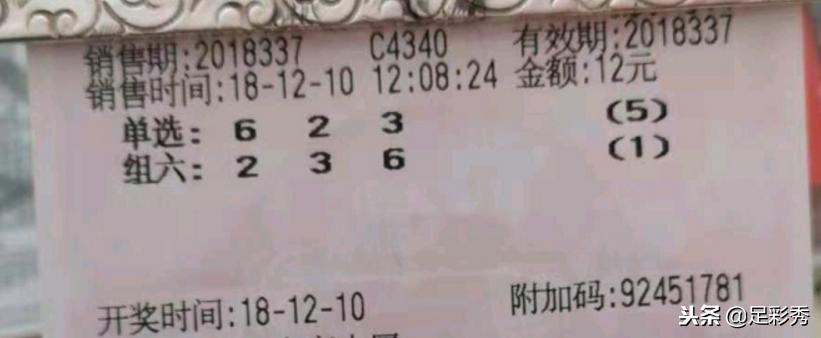 销售期:2018337 C4340 有效期:2018337
销售时间:18-12-10 12:08:24 金额:12元
单选: 6 2 3 (5)
组六: 2 3 6 (1)
开奖时间:18-12-10 附加码:92451781
头条 @足彩秀